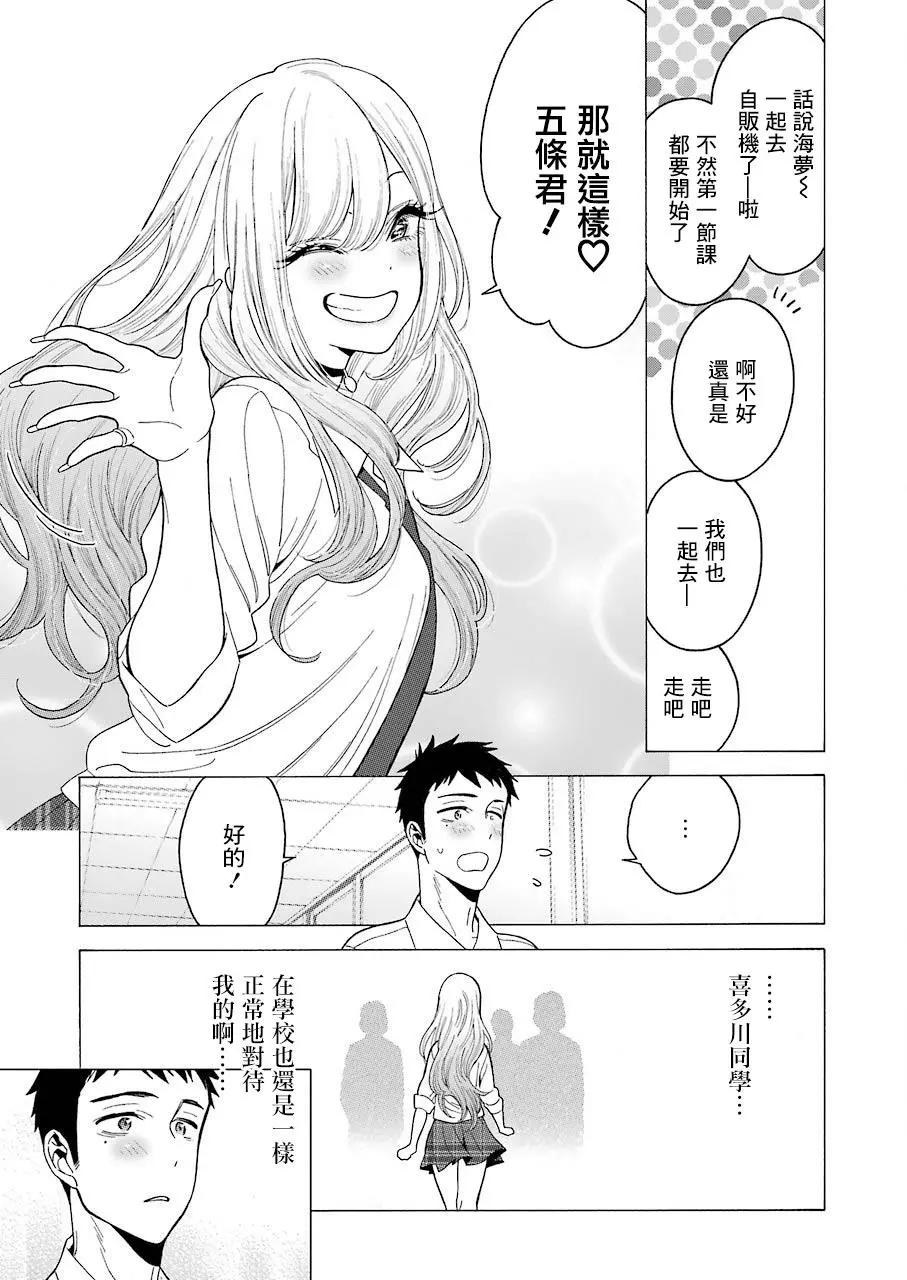 話說海夢～
一起去
自販機了—啦
不然第一節課
都要開始了
啊不好
還真是
我們也
一起去—
走吧
走吧
那就這樣♡
五條君！
…
好的！
……
喜多川同學…
在學校也還是一樣
正常地對待
我的啊……